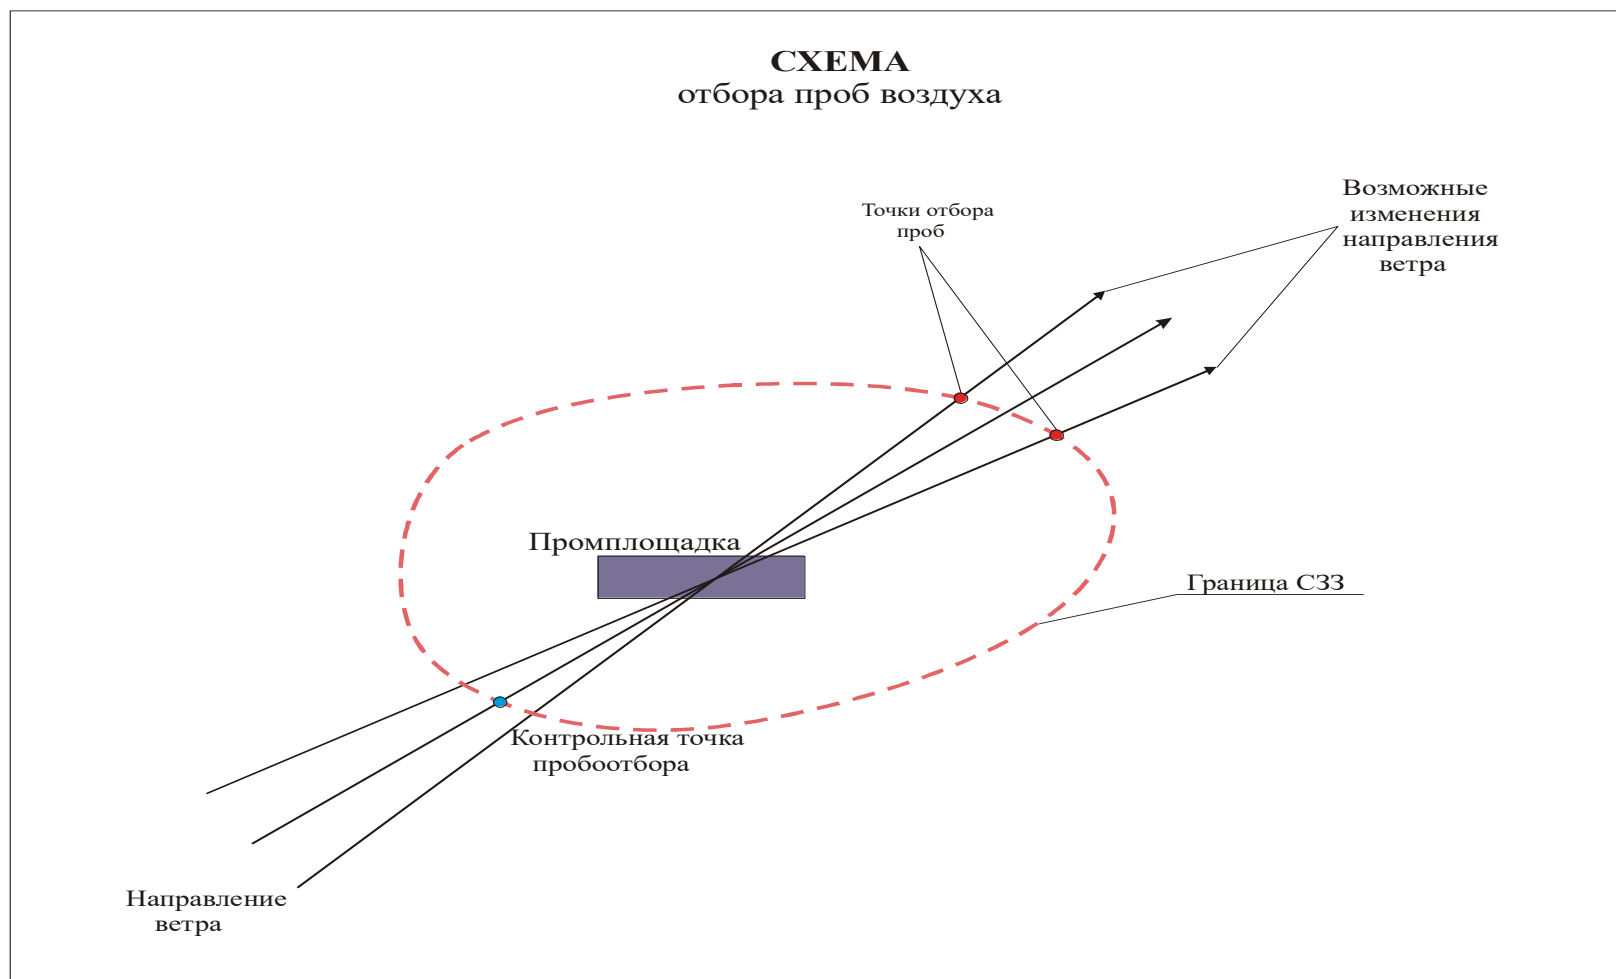 СХЕМА
отбора проб воздуха
Точки отбора
проб
Возможные
изменения
направления
ветра
Промплощадка
Граница СЗЗ
Контрольная точка
пробоотбора
Направление
ветра